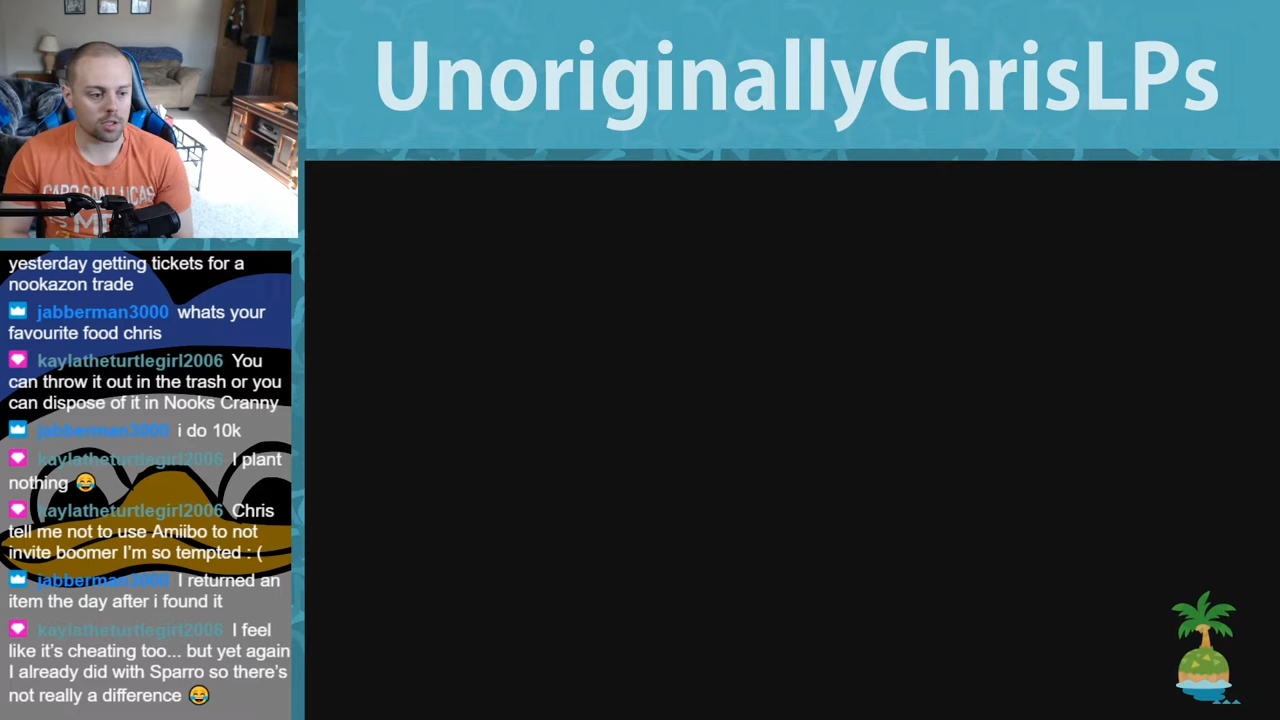 UnoriginallyChrisLPs
CABO SAN LUCAS
yesterday getting tickets for a
nookazon trade
jabberman3000 whats your
favourite food chris
kaylatheturtlegirl2006 You
can throw it out in the trash or you
can dispose of it in Nooks Cranny
jabberman3000 i do 10k
kaylatheturtlegirl2006 I plant
nothing 😂
kaylatheturtlegirl2006 Chris
tell me not to use Amiibo to not
invite boomer I’m so tempted : (
jabberman3000 I returned an
item the day after i found it
kaylatheturtlegirl2006 I feel
like it’s cheating too... but yet again
I already did with Sparro so there’s
not really a difference 😂